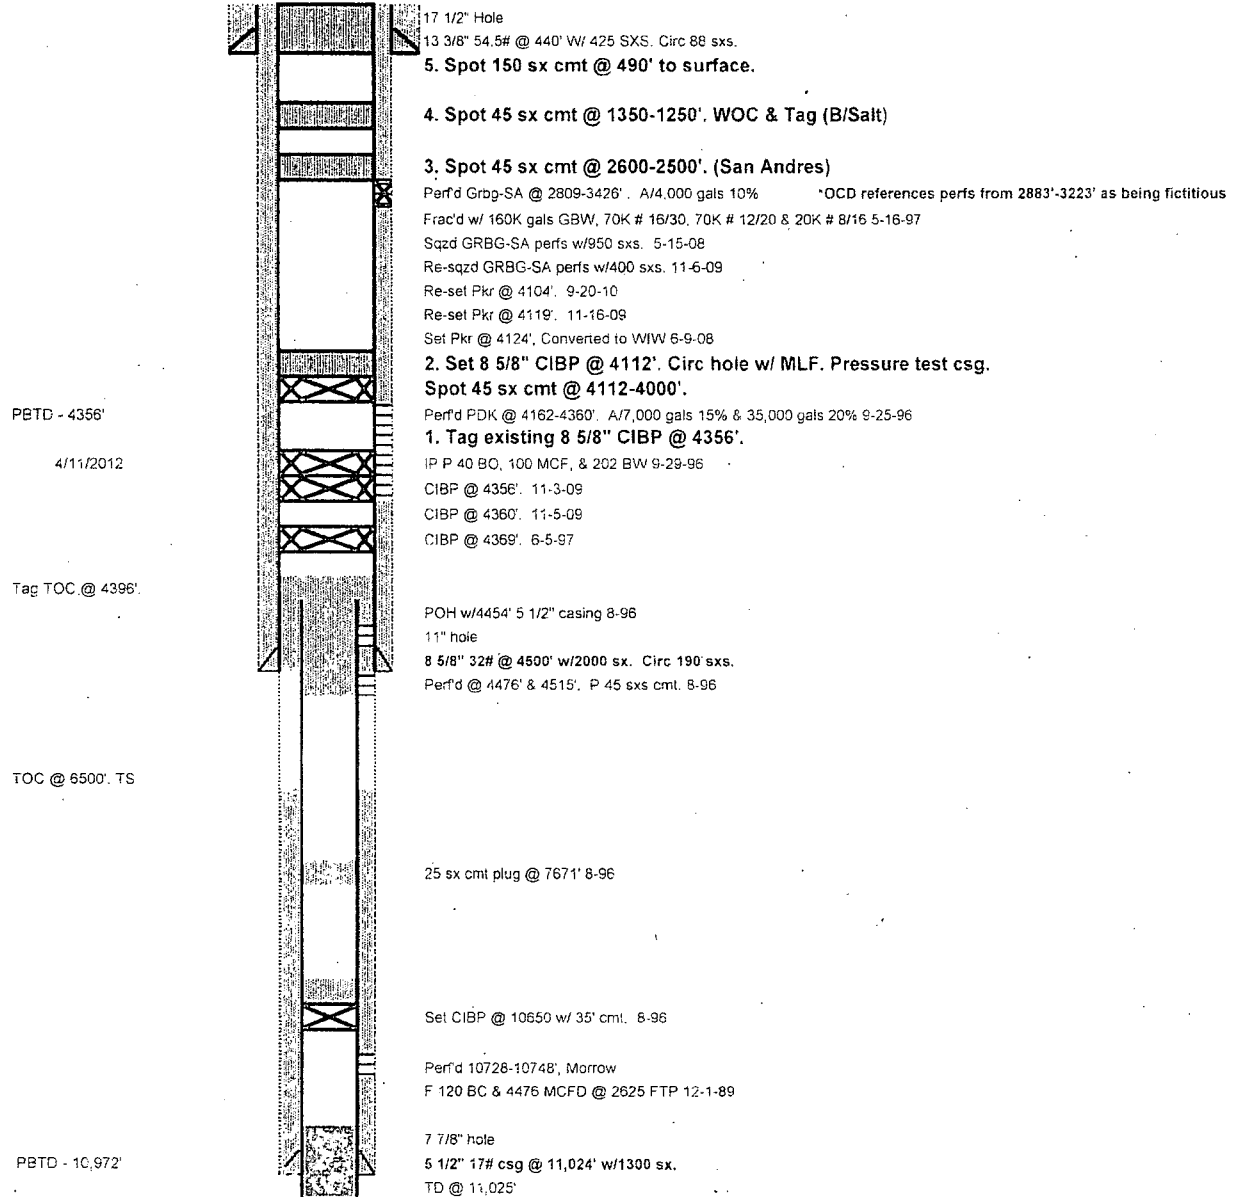 17 1/2" Hole
13 3/8" 54.5# @ 440' W/ 425 SXS. Circ 88 sxs.
5. Spot 150 sx cmt @ 490' to surface.
4. Spot 45 sx cmt @ 1350-1250'. WOC & Tag (B/Salt)
3. Spot 45 sx cmt @ 2600-2500'. (San Andres)
Perf'd Grbg-SA @ 2809-3426'. A/4,000 gals 10% *OCD references perfs from 2883'-3223' as being fictitious
Frac'd w/ 160K gals GBW, 70K # 16/30, 70K # 12/20 & 20K # 8/16 5-16-97
Sqzd GRBG-SA perfs w/950 sxs. 5-15-08
Re-sqzd GRBG-SA perfs w/400 sxs. 11-6-09
Re-set Pkr @ 4104'. 9-20-10
Re-set Pkr @ 4119'. 11-16-09
Set Pkr @ 4124', Converted to WIW 6-9-08
2. Set 8 5/8" CIBP @ 4112'. Circ hole w/ MLF. Pressure test csg.
Spot 45 sx cmt @ 4112-4000'.
PBTD - 4356'
Perf'd PDK @ 4162-4360'. A/7,000 gals 15% & 35,000 gals 20% 9-25-96
1. Tag existing 8 5/8" CIBP @ 4356'.
4/11/2012
IP P 40 BO, 100 MCF, & 202 BW 9-29-96
CIBP @ 4356'. 11-3-09
CIBP @ 4360'. 11-5-09
CIBP @ 4369'. 6-5-97
Tag TOC @ 4396'.
POH w/4454' 5 1/2" casing 8-96
11" hole
8 5/8" 32# @ 4500' w/2000 sx. Circ 190 sxs.
Perf'd @ 4476' & 4515'. P 45 sxs cmt. 8-96
TOC @ 6500'. TS
25 sx cmt plug @ 7671' 8-96
Set CIBP @ 10650 w/ 35' cmt. 8-96
Perf'd 10728-10748', Morrow
F 120 BC & 4476 MCFD @ 2625 FTP 12-1-89
7 7/8" hole
PBTD - 10,972'
5 1/2" 17# csg @ 11,024' w/1300 sx.
TD @ 11,025'